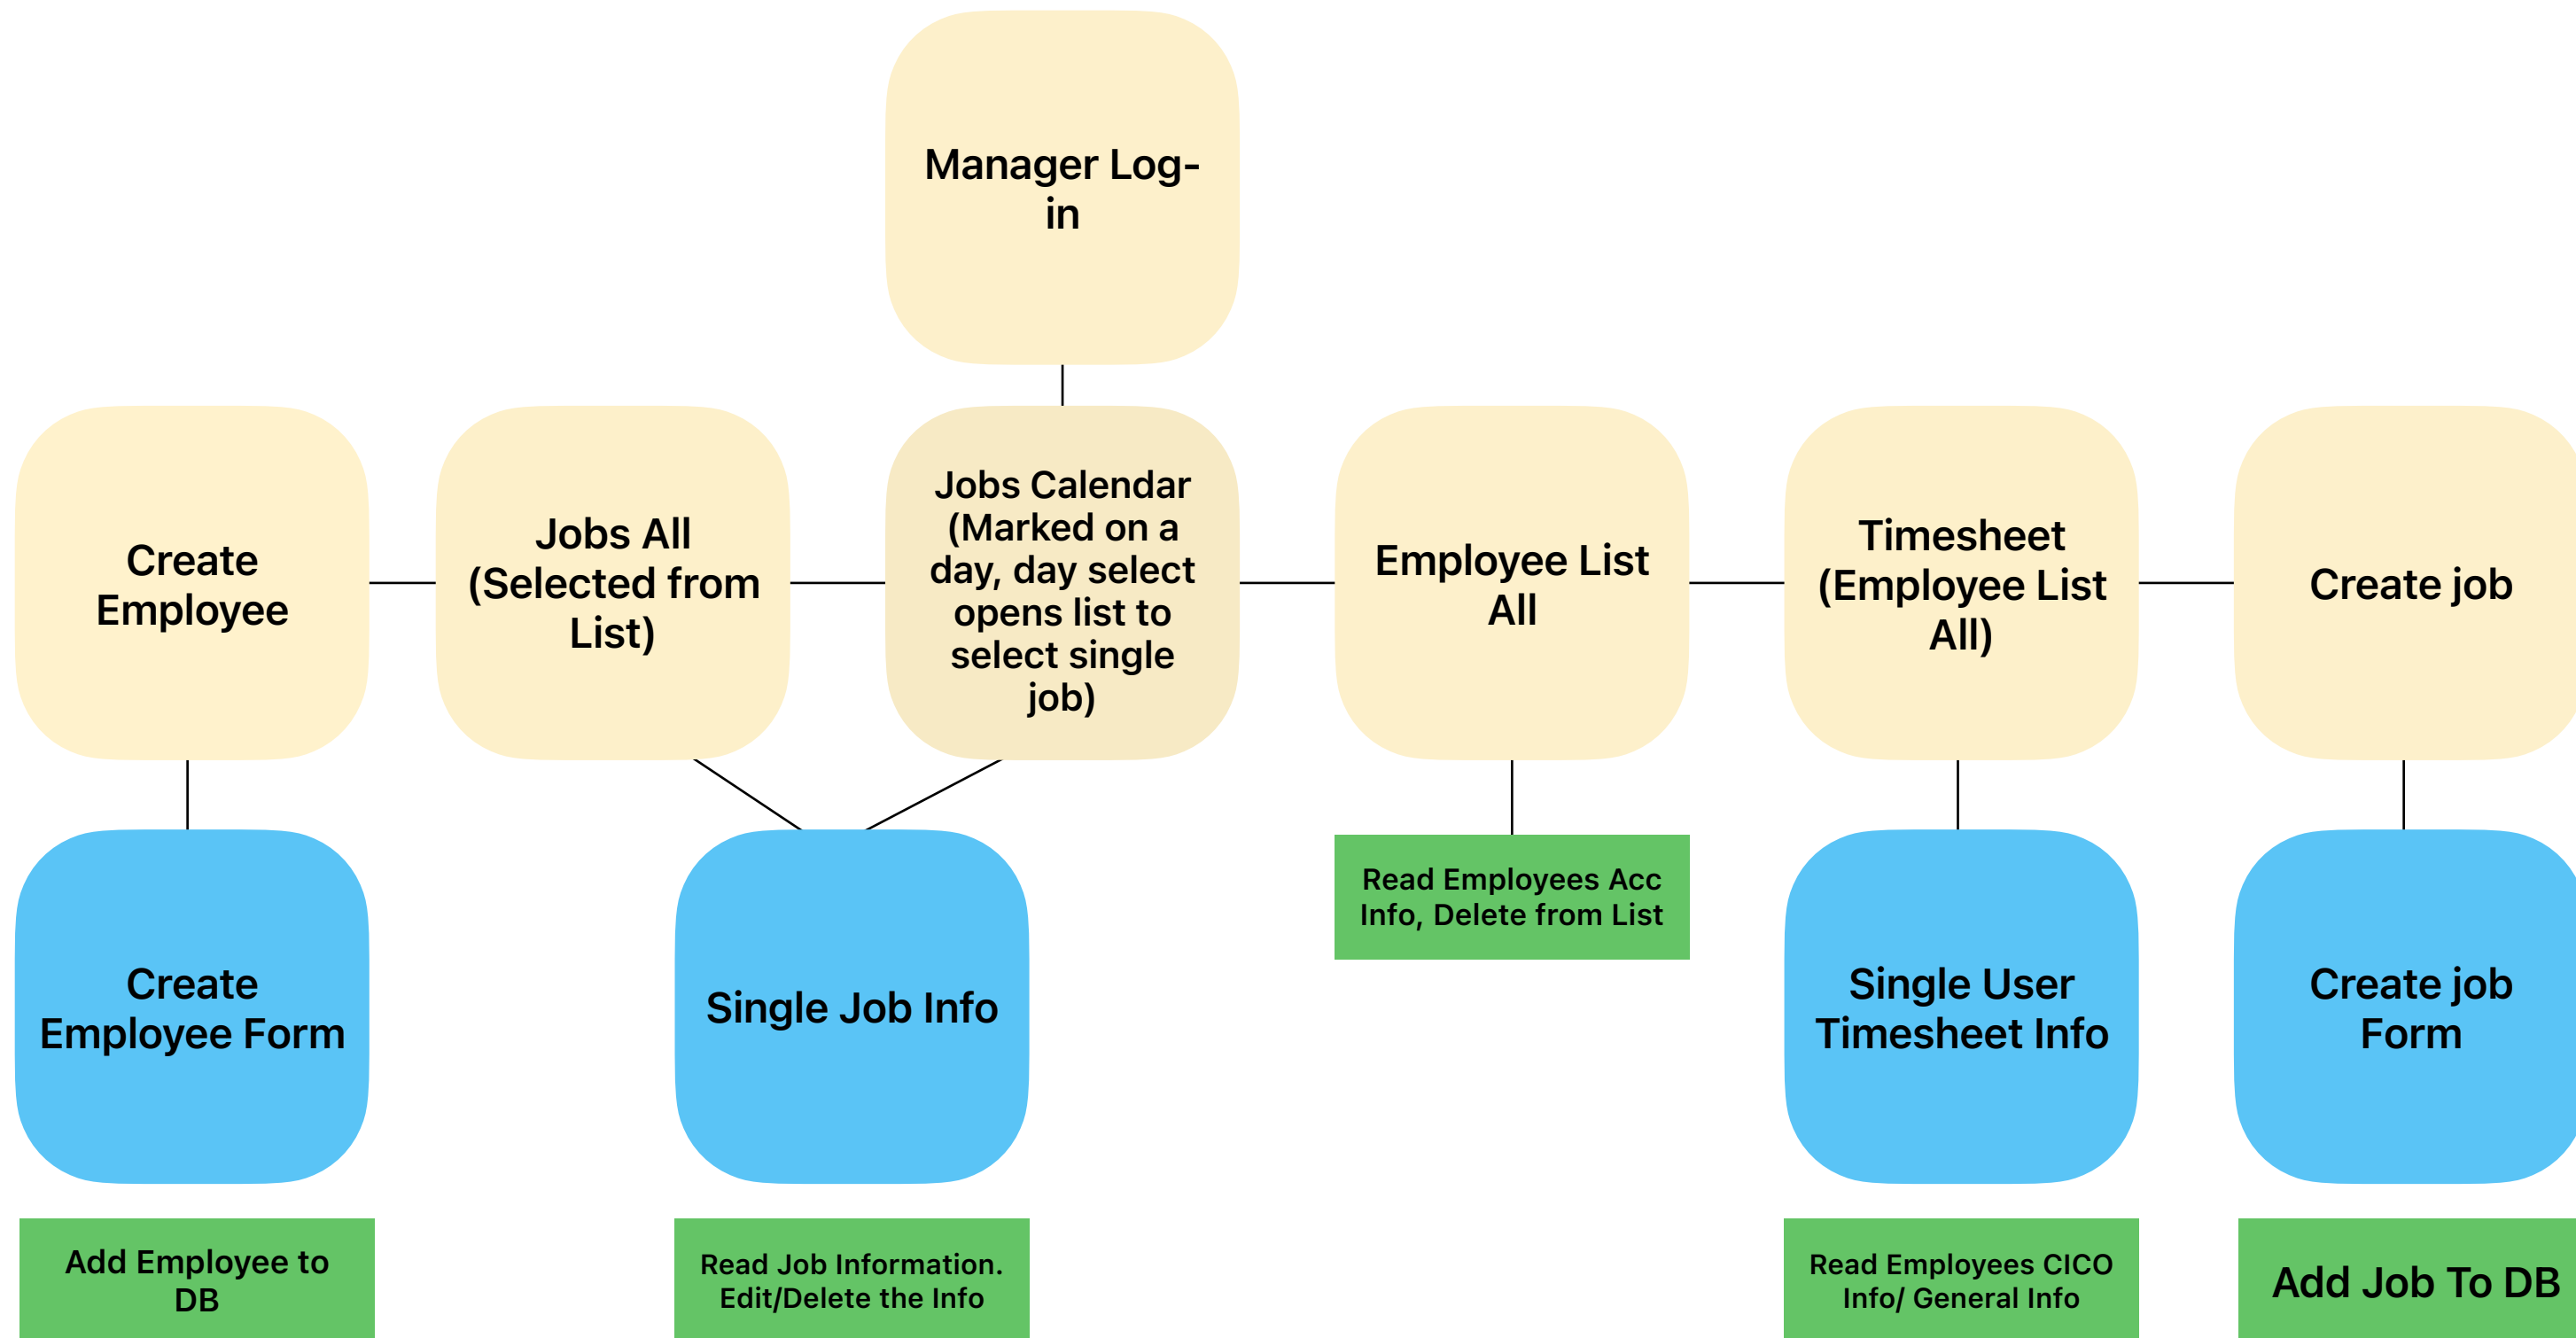 Manager Log-
in
Create
Employee
Jobs All
(Selected from
List)
Jobs Calendar
(Marked on a
day, day select
opens list to
select single
job)
Employee List
All
Timesheet
(Employee List
All)
Create job
Create
Employee Form
Single Job Info
Read Employees Acc
Info, Delete from List
Single User
Timesheet Info
Create job
Form
Add Employee to
DB
Read Job Information.
Edit/Delete the Info
Read Employees CICO
Info/ General Info
Add Job To DB